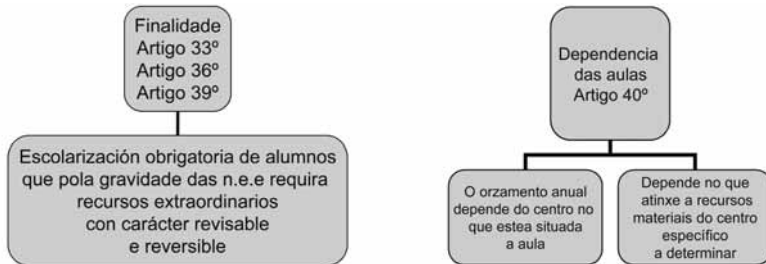 Finalidade
Artigo 33º
Artigo 36º
Artigo 39º
Escolarización obrigatoria de alumnos
que pola gravidade das n.e.e requira
recursos extraordinarios
con carácter revisable
e reversible
Dependencia
das aulas
Artigo 40º
O orzamento anual
depende do centro no
que estea situada
a aula
Depende no que
atinxe a recursos
materiais do centro
específico
a determinar